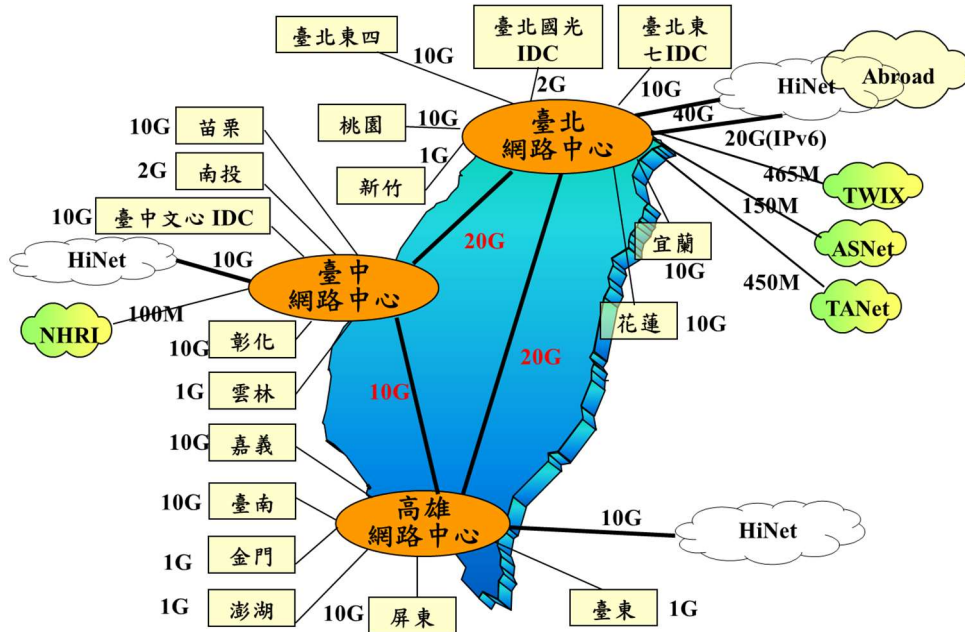 臺北東四
10G
臺北國光
IDC
2G
臺北東
七IDC
10G
40G
HiNet
Abroad
40G
20G(IPv6)
10G
苗栗
桃園
10G
臺北
網路中心
2G
南投
新竹
1G
465M
TWIX
10G
臺中文心 IDC
150M
ASNet
HiNet
10G
臺中
網路中心
20G
宜蘭
10G
450M
TANet
NHRI
100M
花蓮
10G
10G
彰化
20G
1G
雲林
10G
10G
嘉義
10G
臺南
高雄
網路中心
10G
HiNet
1G
金門
1G
澎湖
10G
屏東
臺東
1G